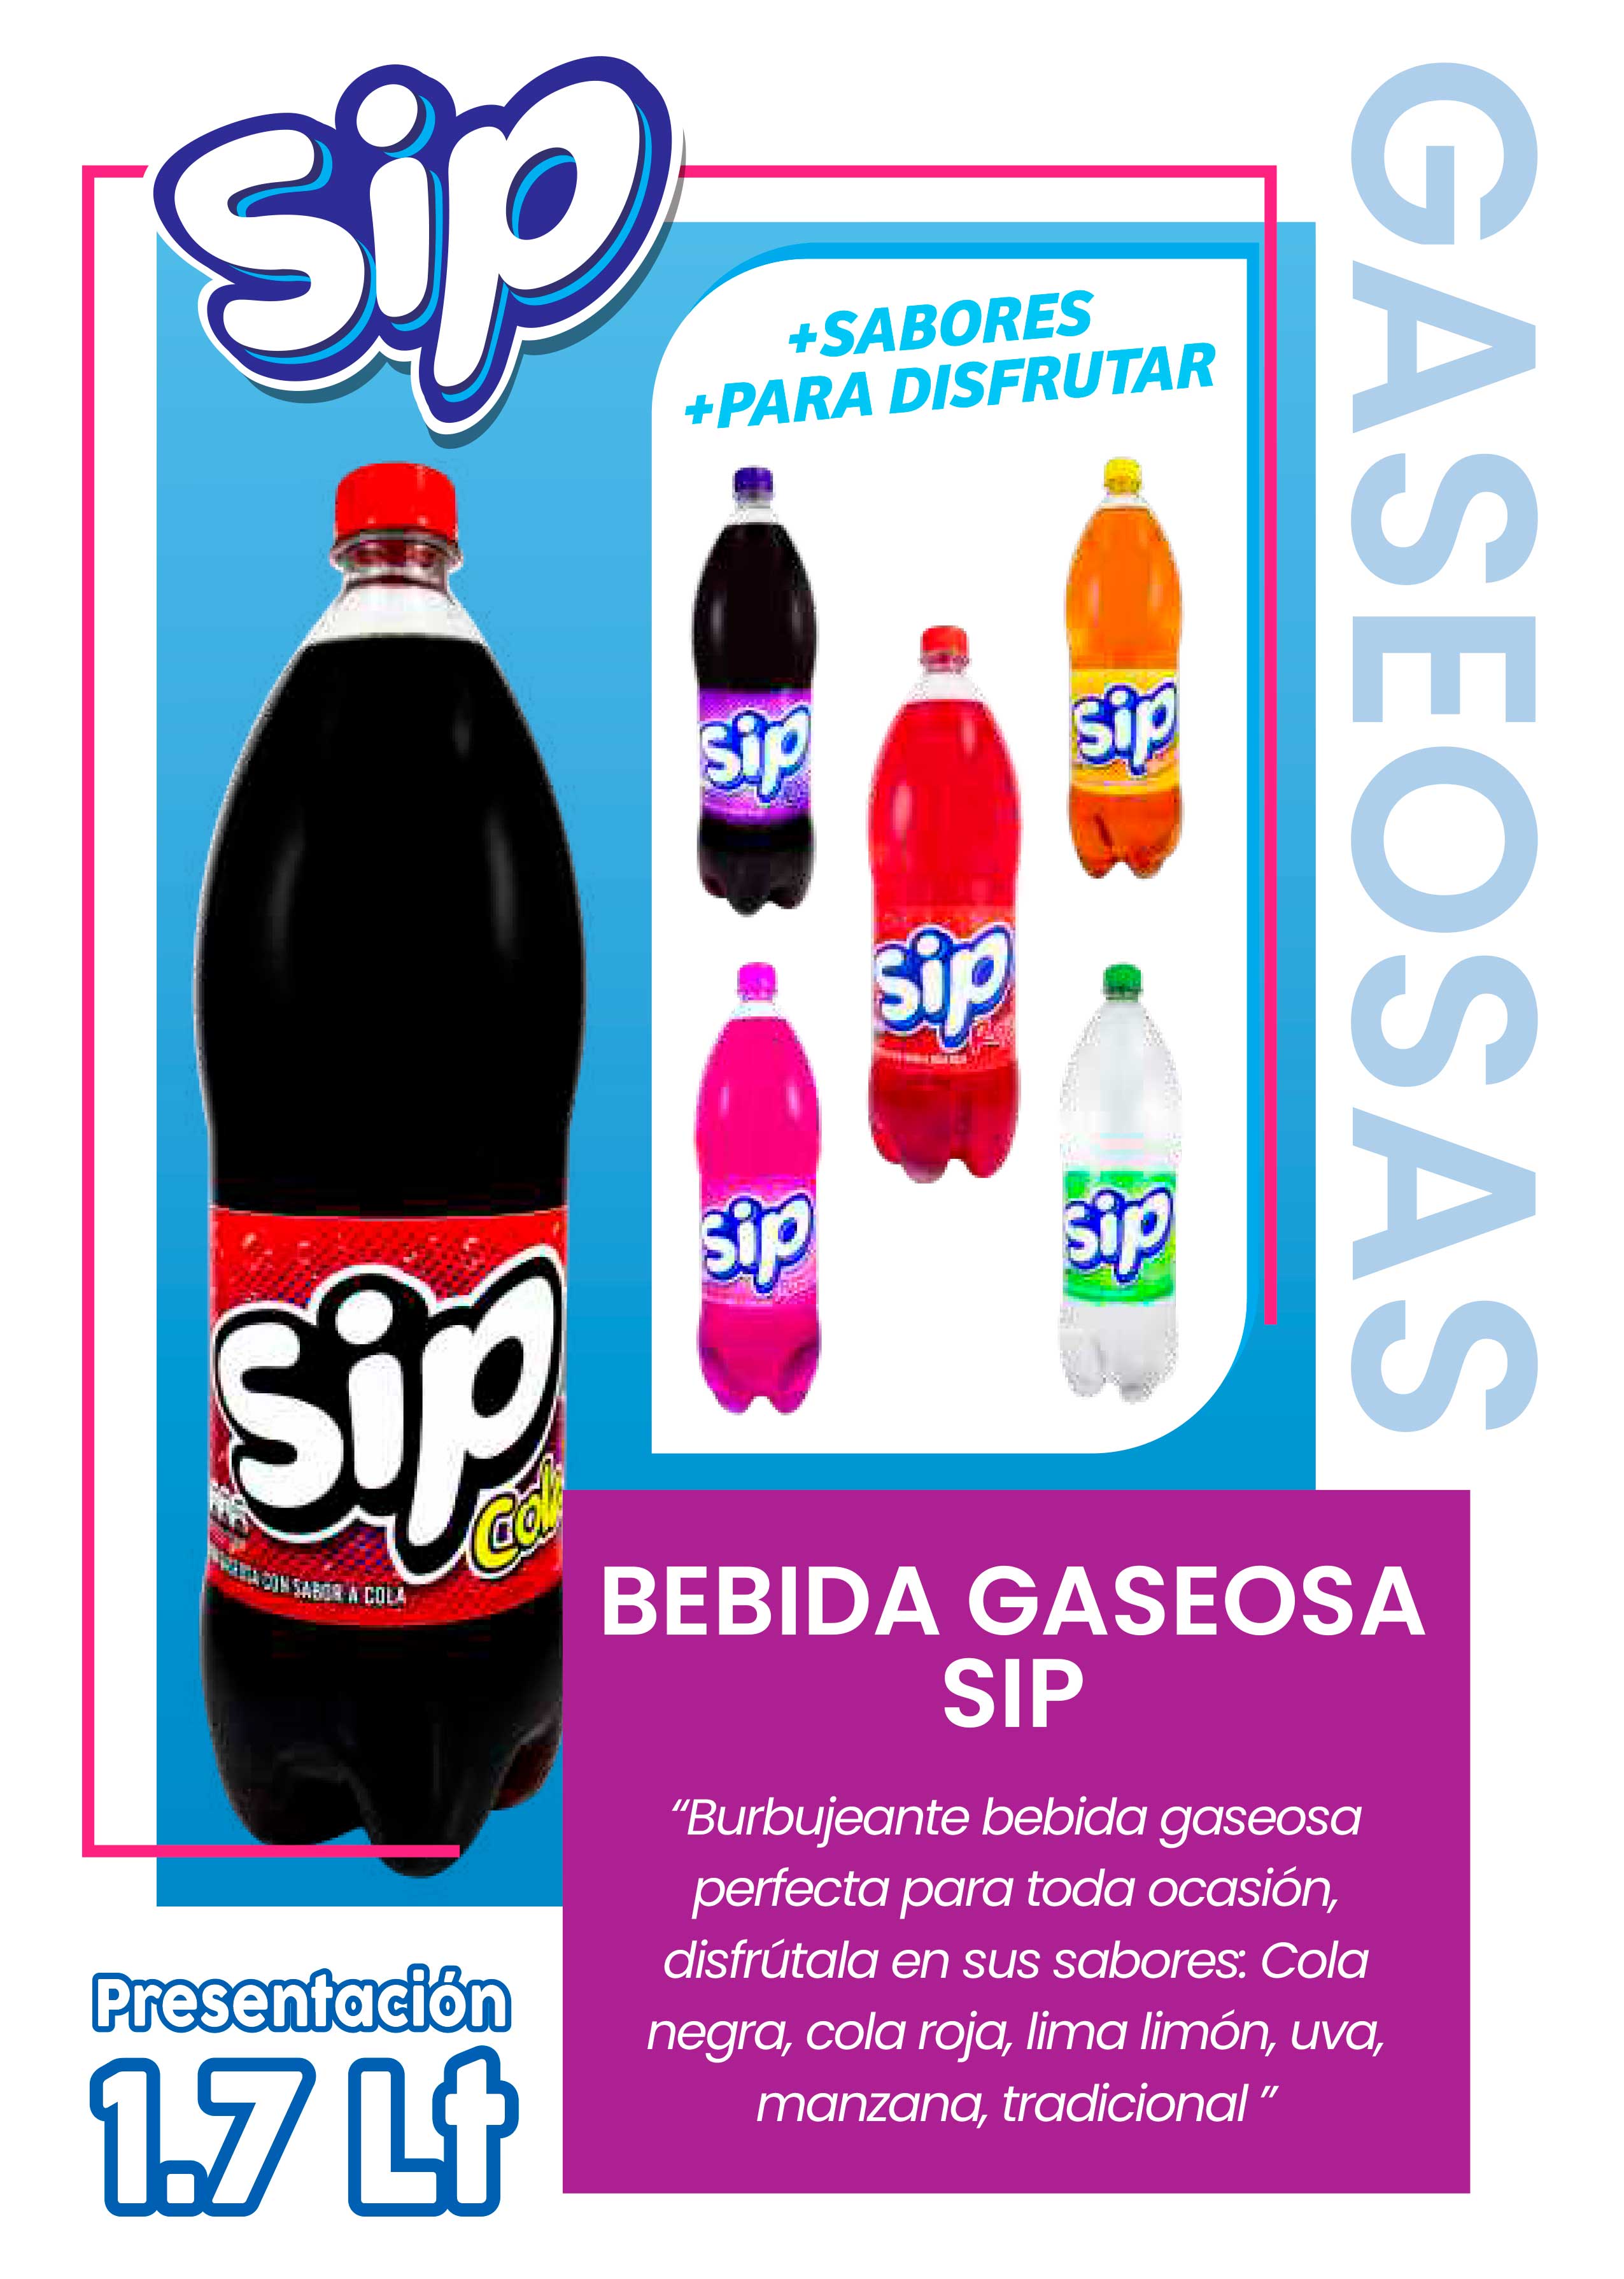 sip
GASEOSAS
+SABORES
+PARA DISFRUTAR
sip
sip
sip
sip
sip
sip
CON SABOR A COLA
BEBIDA GASEOSA
SIP
“Burbujeante bebida gaseosa
perfecta para toda ocasión,
disfrútala en sus sabores: Cola
negra, cola roja, lima limón, uva,
manzana, tradicional ”
Presentación
1.7 Lt